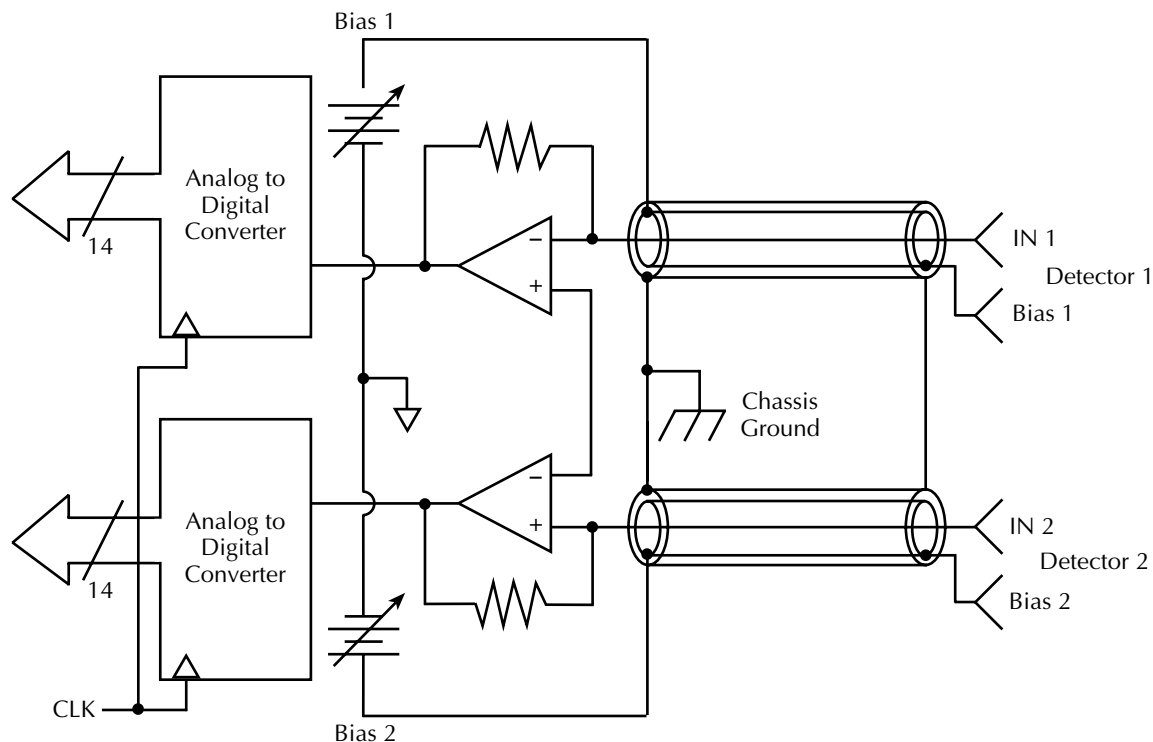 Bias 1
Analog to
Digital
Converter
14
−
+
IN 1
Detector 1
Bias 1
Chassis
Ground
Analog to
Digital
Converter
14
−
+
IN 2
Detector 2
Bias 2
CLK
Bias 2